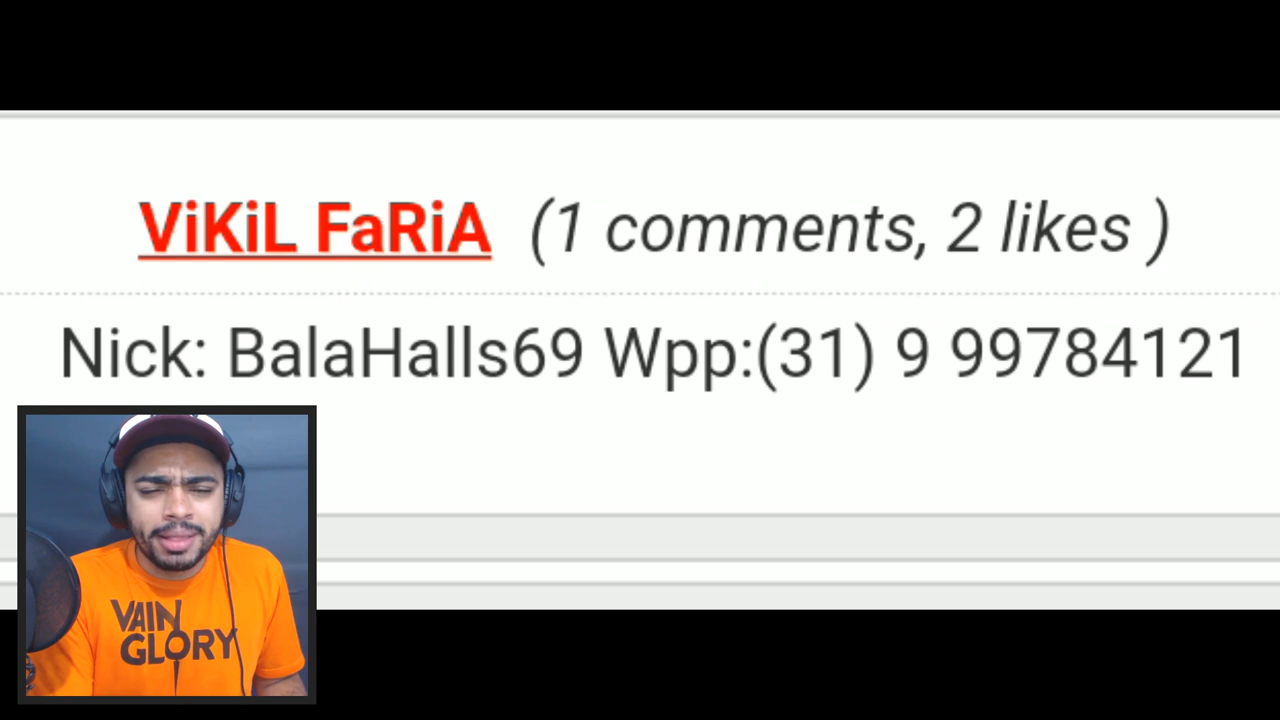 ViKiL FaRiA (1 comments, 2 likes )
Nick: BalaHalls69 Wpp:(31) 9 99784121
VAIN
GLORY